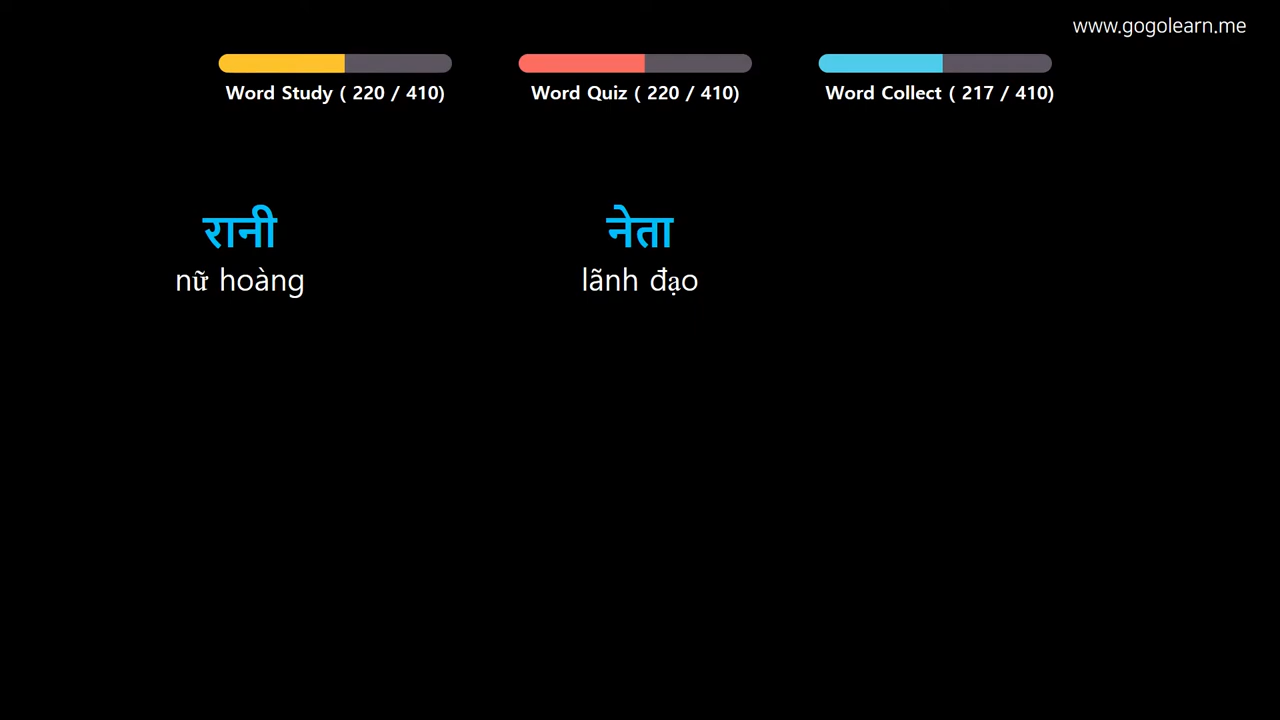 www.gogolearn.me
Word Study ( 220 / 410)
Word Quiz ( 220 / 410)
Word Collect ( 217 / 410)
रानी
nữ hoàng
नेता
lãnh đạo